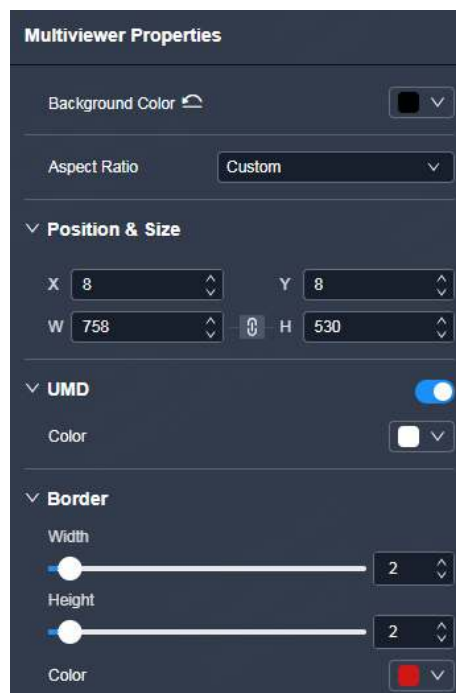 Multiviewer Properties
Background Color
Aspect Ratio Custom
Position & Size
X 8 Y 8
W 758 H 530
UMD
Color
Border
Width
2
Height
2
Color